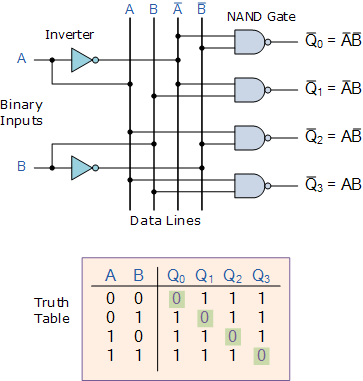 A B A̅ B̅ NAND Gate
Inverter
Q̅0 = A̅B̅
A
Q̅1 = A̅B
Binary
Inputs
Q̅2 = AB̅
B
Q̅3 = AB
Data Lines
A B Q0 Q1 Q2 Q3
Truth
Table
0 0 0 1 1 1
0 1 1 0 1 1
1 0 1 1 0 1
1 1 1 1 1 0